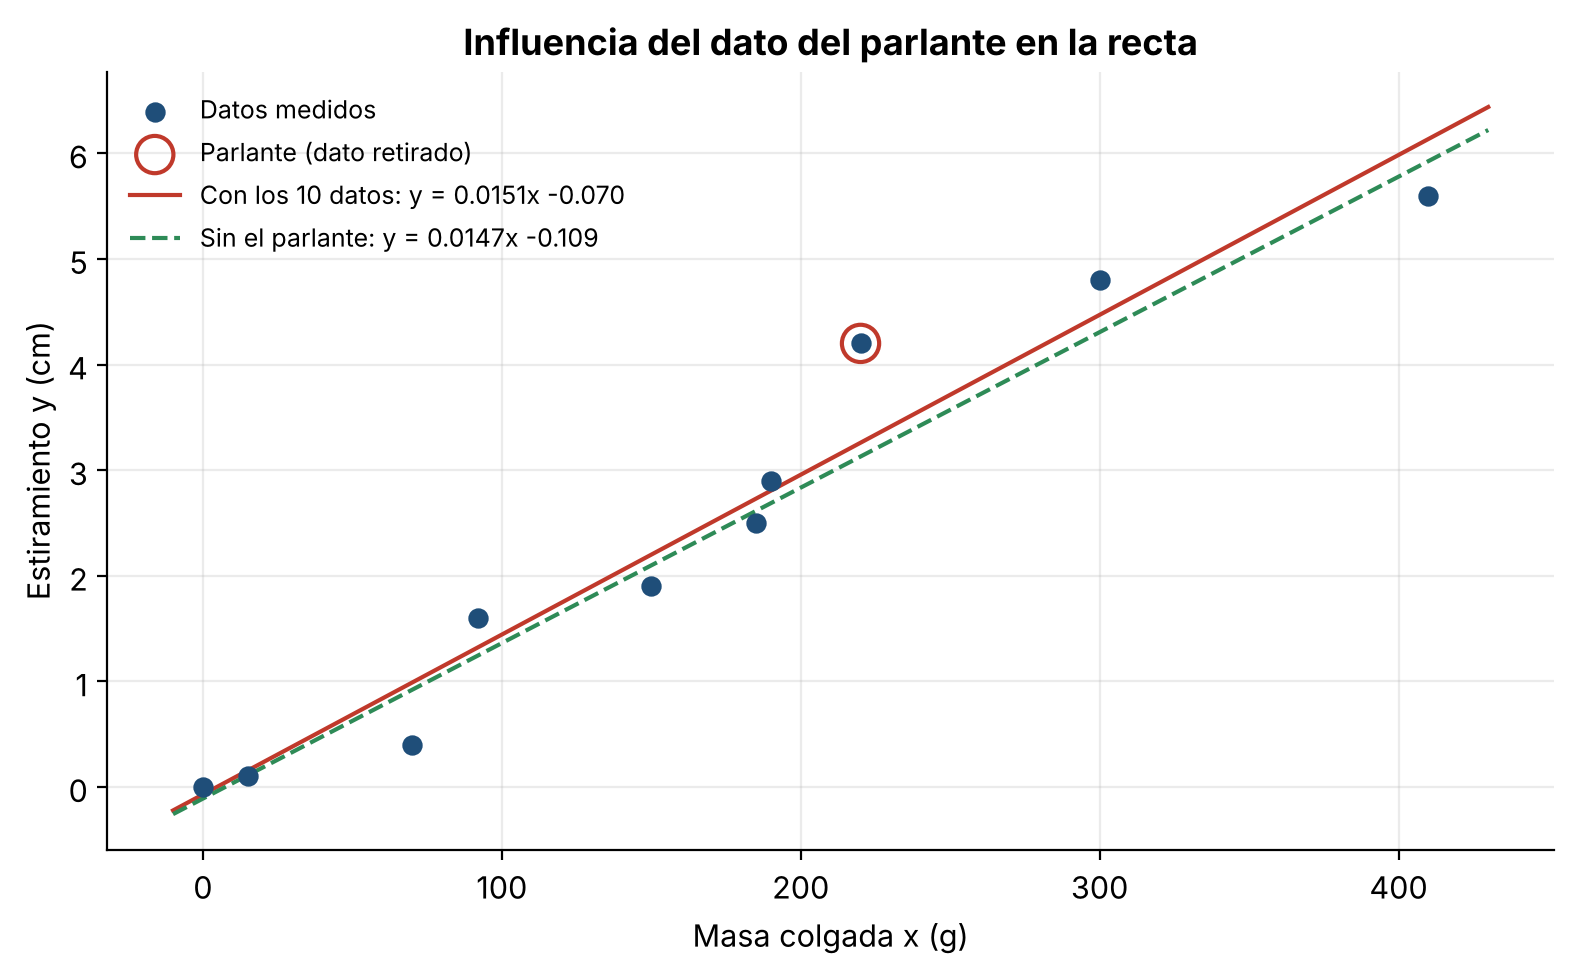 Influencia del dato del parlante en la recta
Datos medidos
Parlante (dato retirado)
Con los 10 datos: y = 0.0151x -0.070
Sin el parlante: y = 0.0147x -0.109
Estiramiento y (cm)
6
5
4
3
2
1
0
0 100 200 300 400
Masa colgada x (g)